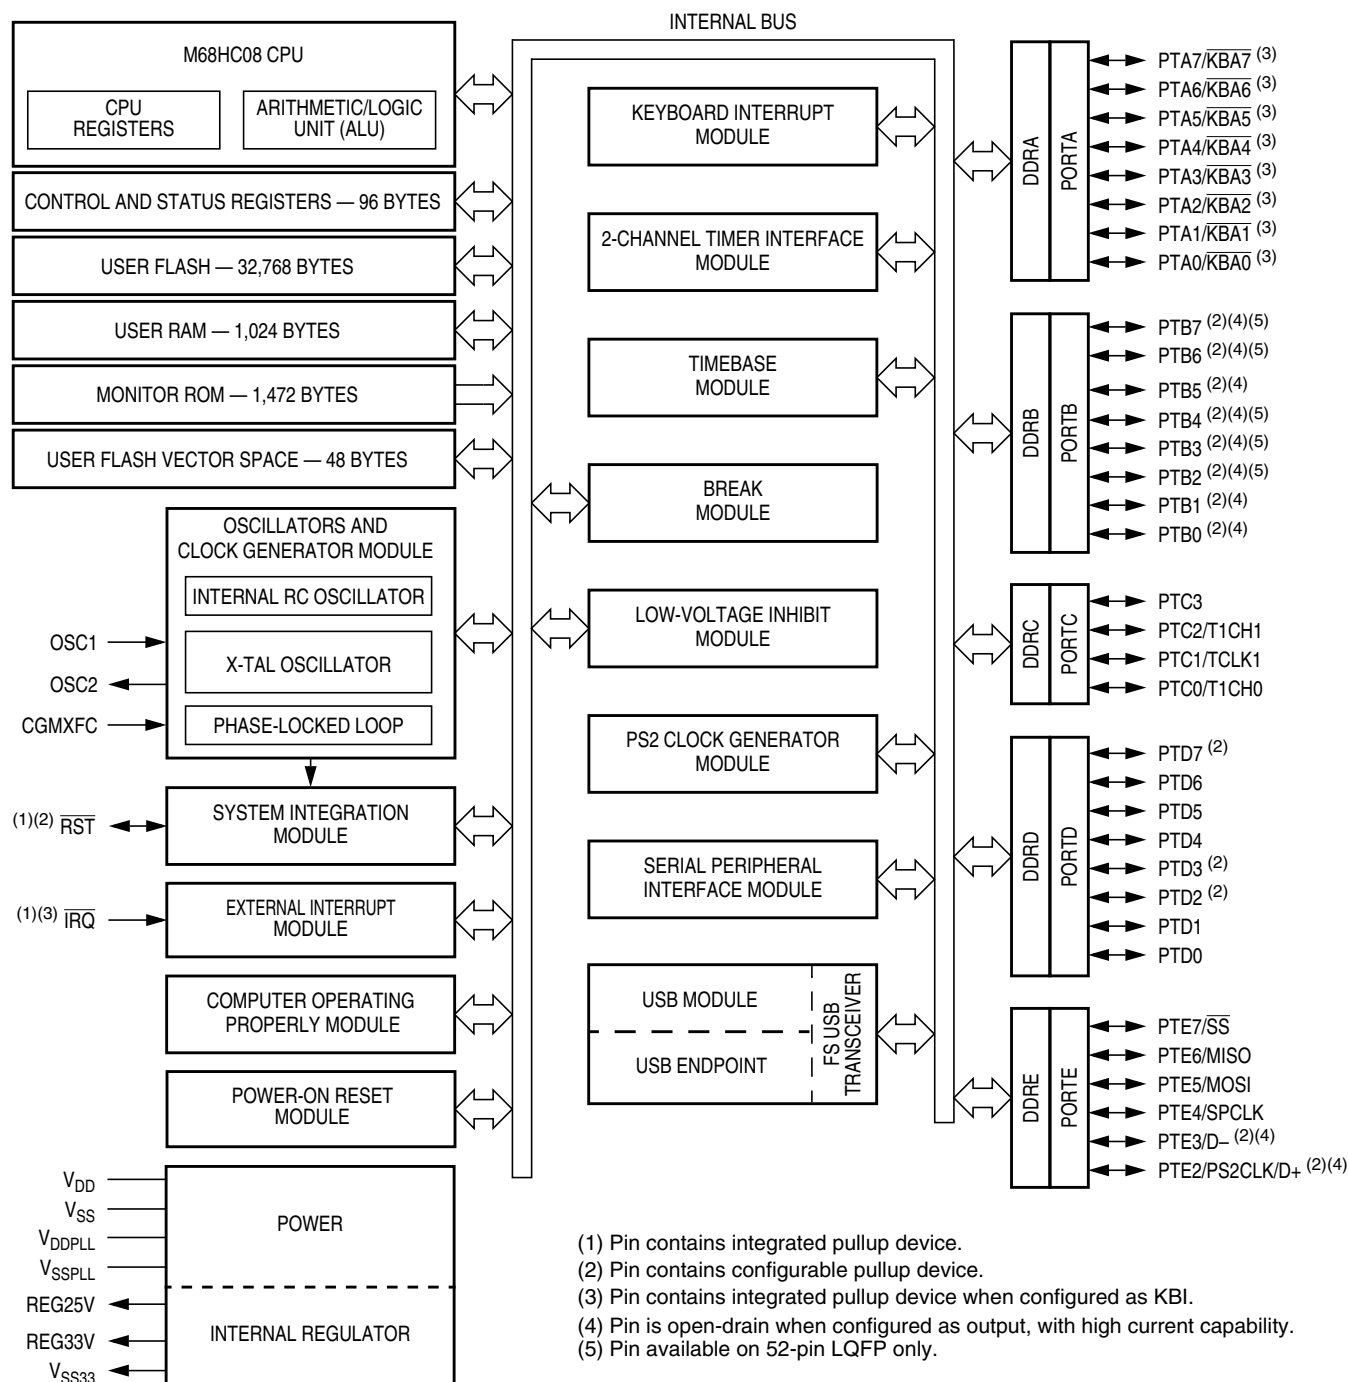 INTERNAL BUS
M68HC08 CPU
CPU
REGISTERS
ARITHMETIC/LOGIC
UNIT (ALU)
CONTROL AND STATUS REGISTERS — 96 BYTES
USER FLASH — 32,768 BYTES
USER RAM — 1,024 BYTES
MONITOR ROM — 1,472 BYTES
USER FLASH VECTOR SPACE — 48 BYTES
OSCILLATORS AND
CLOCK GENERATOR MODULE
INTERNAL RC OSCILLATOR
X-TAL OSCILLATOR
PHASE-LOCKED LOOP
OSC1
OSC2
CGMXFC
SYSTEM INTEGRATION
MODULE
(1)(2) RST
EXTERNAL INTERRUPT
MODULE
(1)(3) IRQ
COMPUTER OPERATING
PROPERLY MODULE
POWER-ON RESET
MODULE
VDD
VSS
VDDPLL
VSSPLL
REG25V
REG33V
VSS33
POWER
INTERNAL REGULATOR
KEYBOARD INTERRUPT
MODULE
2-CHANNEL TIMER INTERFACE
MODULE
TIMEBASE
MODULE
BREAK
MODULE
LOW-VOLTAGE INHIBIT
MODULE
PS2 CLOCK GENERATOR
MODULE
SERIAL PERIPHERAL
INTERFACE MODULE
USB MODULE
USB ENDPOINT
FS USB
TRANSCEIVER
DDRA
PORTA
PTA7/KBA7 (3)
PTA6/KBA6 (3)
PTA5/KBA5 (3)
PTA4/KBA4 (3)
PTA3/KBA3 (3)
PTA2/KBA2 (3)
PTA1/KBA1 (3)
PTA0/KBA0 (3)
DDRB
PORTB
PTB7 (2)(4)(5)
PTB6 (2)(4)(5)
PTB5 (2)(4)
PTB4 (2)(4)(5)
PTB3 (2)(4)(5)
PTB2 (2)(4)(5)
PTB1 (2)(4)
PTB0 (2)(4)
DDRC
PORTC
PTC3
PTC2/T1CH1
PTC1/TCLK1
PTC0/T1CH0
DDRD
PORTD
PTD7 (2)
PTD6
PTD5
PTD4
PTD3 (2)
PTD2 (2)
PTD1
PTD0
DDRE
PORTE
PTE7/SS
PTE6/MISO
PTE5/MOSI
PTE4/SPCLK
PTE3/D– (2)(4)
PTE2/PS2CLK/D+ (2)(4)
(1) Pin contains integrated pullup device.
(2) Pin contains configurable pullup device.
(3) Pin contains integrated pullup device when configured as KBI.
(4) Pin is open-drain when configured as output, with high current capability.
(5) Pin available on 52-pin LQFP only.